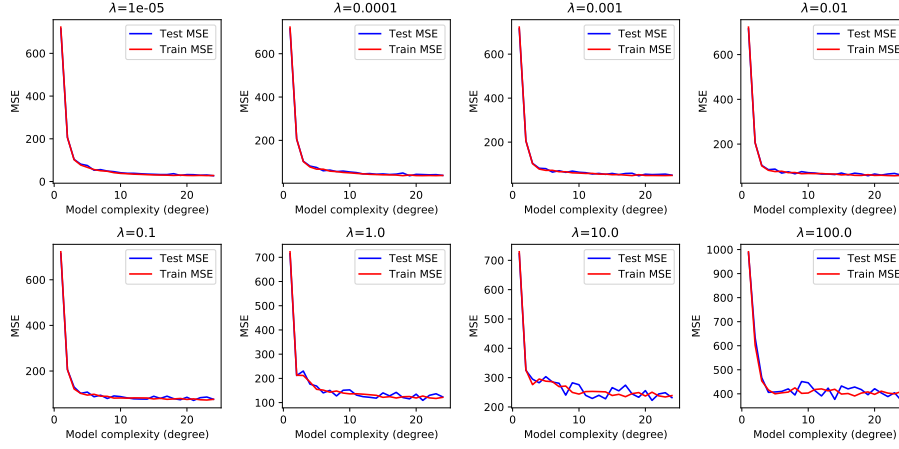 λ=1e-05
MSE
600
400
200
0
Test MSE
Train MSE
0 10 20
Model complexity (degree)
λ=0.0001
MSE
600
400
200
Test MSE
Train MSE
0 10 20
Model complexity (degree)
λ=0.001
MSE
600
400
200
Test MSE
Train MSE
0 10 20
Model complexity (degree)
λ=0.01
MSE
600
400
200
Test MSE
Train MSE
0 10 20
Model complexity (degree)
λ=0.1
MSE
600
400
200
Test MSE
Train MSE
0 10 20
Model complexity (degree)
λ=1.0
MSE
700
600
500
400
300
200
100
Test MSE
Train MSE
0 10 20
Model complexity (degree)
λ=10.0
MSE
700
600
500
400
300
200
Test MSE
Train MSE
0 10 20
Model complexity (degree)
λ=100.0
MSE
1000
900
800
700
600
500
400
Test MSE
Train MSE
0 10 20
Model complexity (degree)